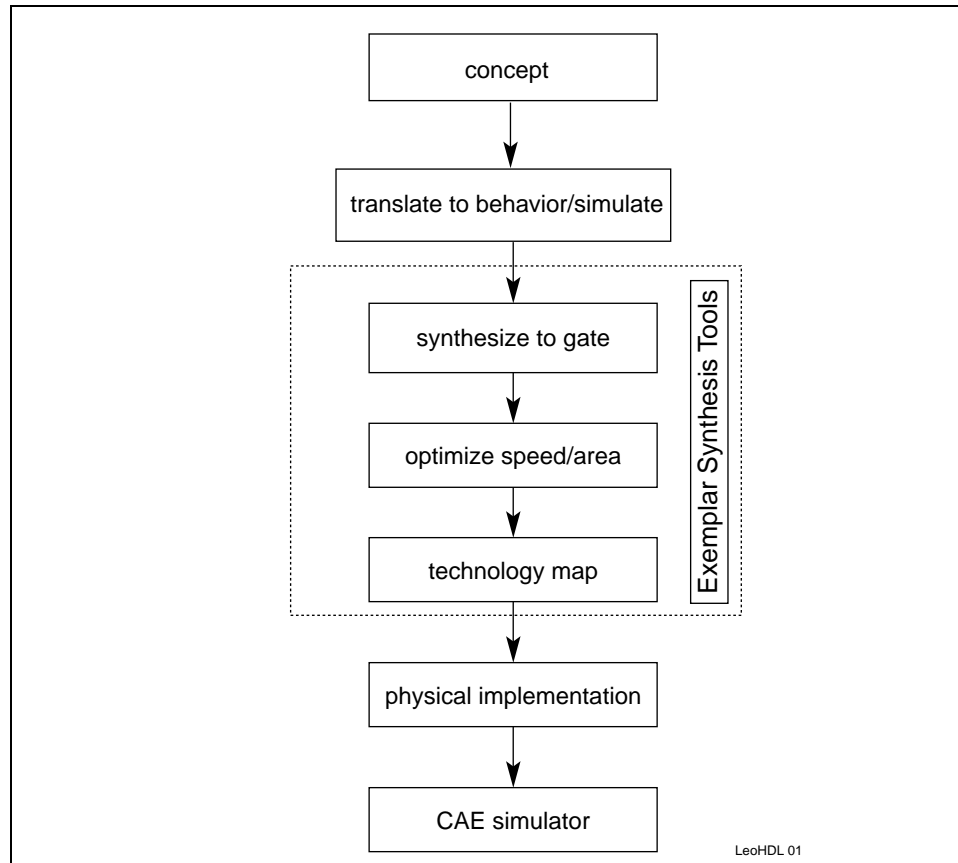 concept
translate to behavior/simulate
synthesize to gate
optimize speed/area
technology map
Exemplar Synthesis Tools
physical implementation
CAE simulator
LeoHDL 01